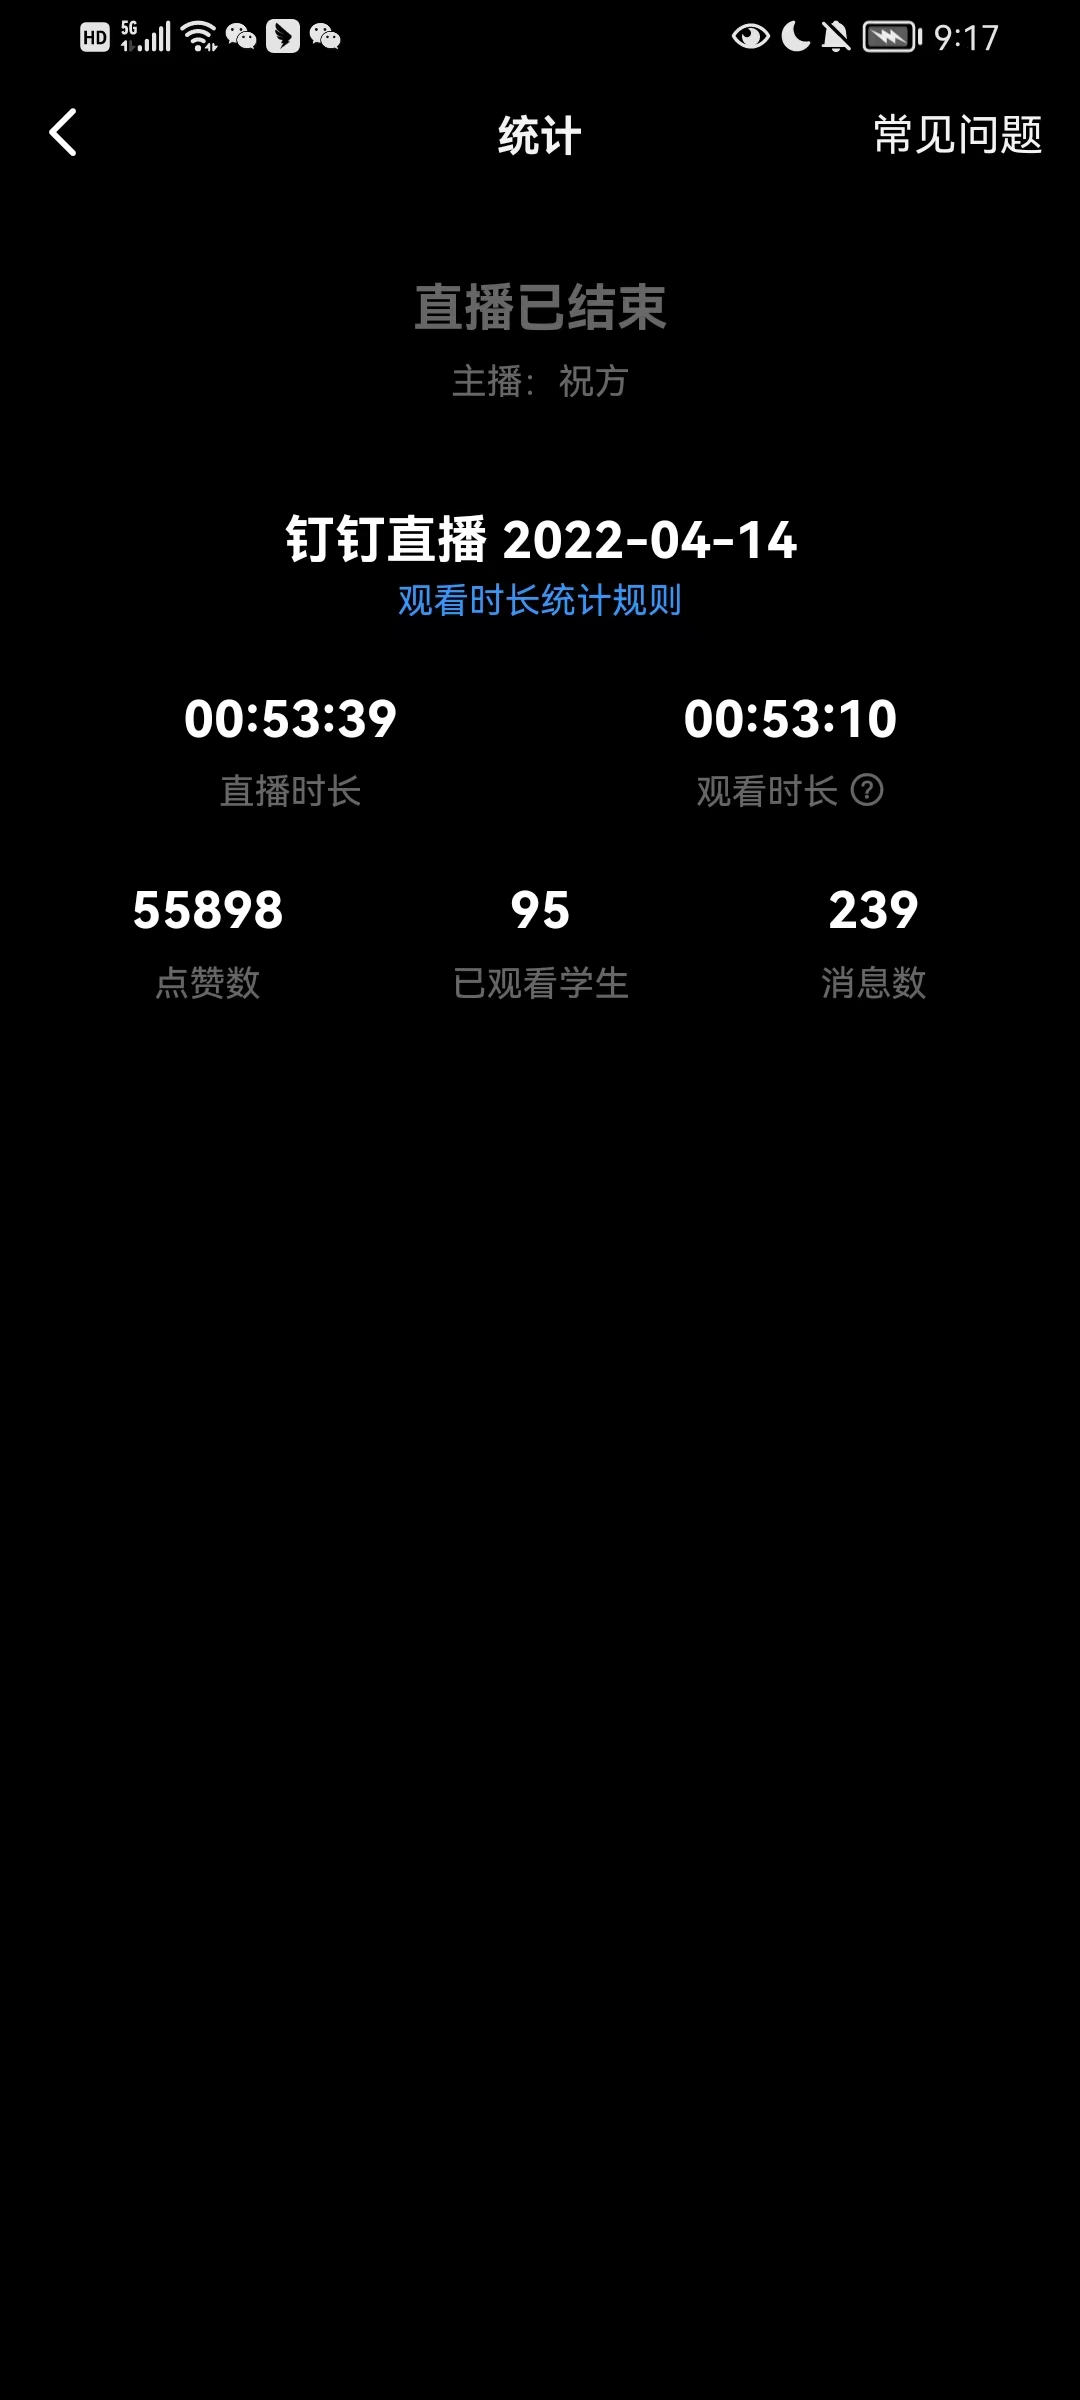 HD 5G 9:17
统计 常见问题
直播已结束
主播：祝方
钉钉直播 2022-04-14
观看时长统计规则
00:53:39 00:53:10
直播时长 观看时长 ?
55898 95 239
点赞数 已观看学生 消息数